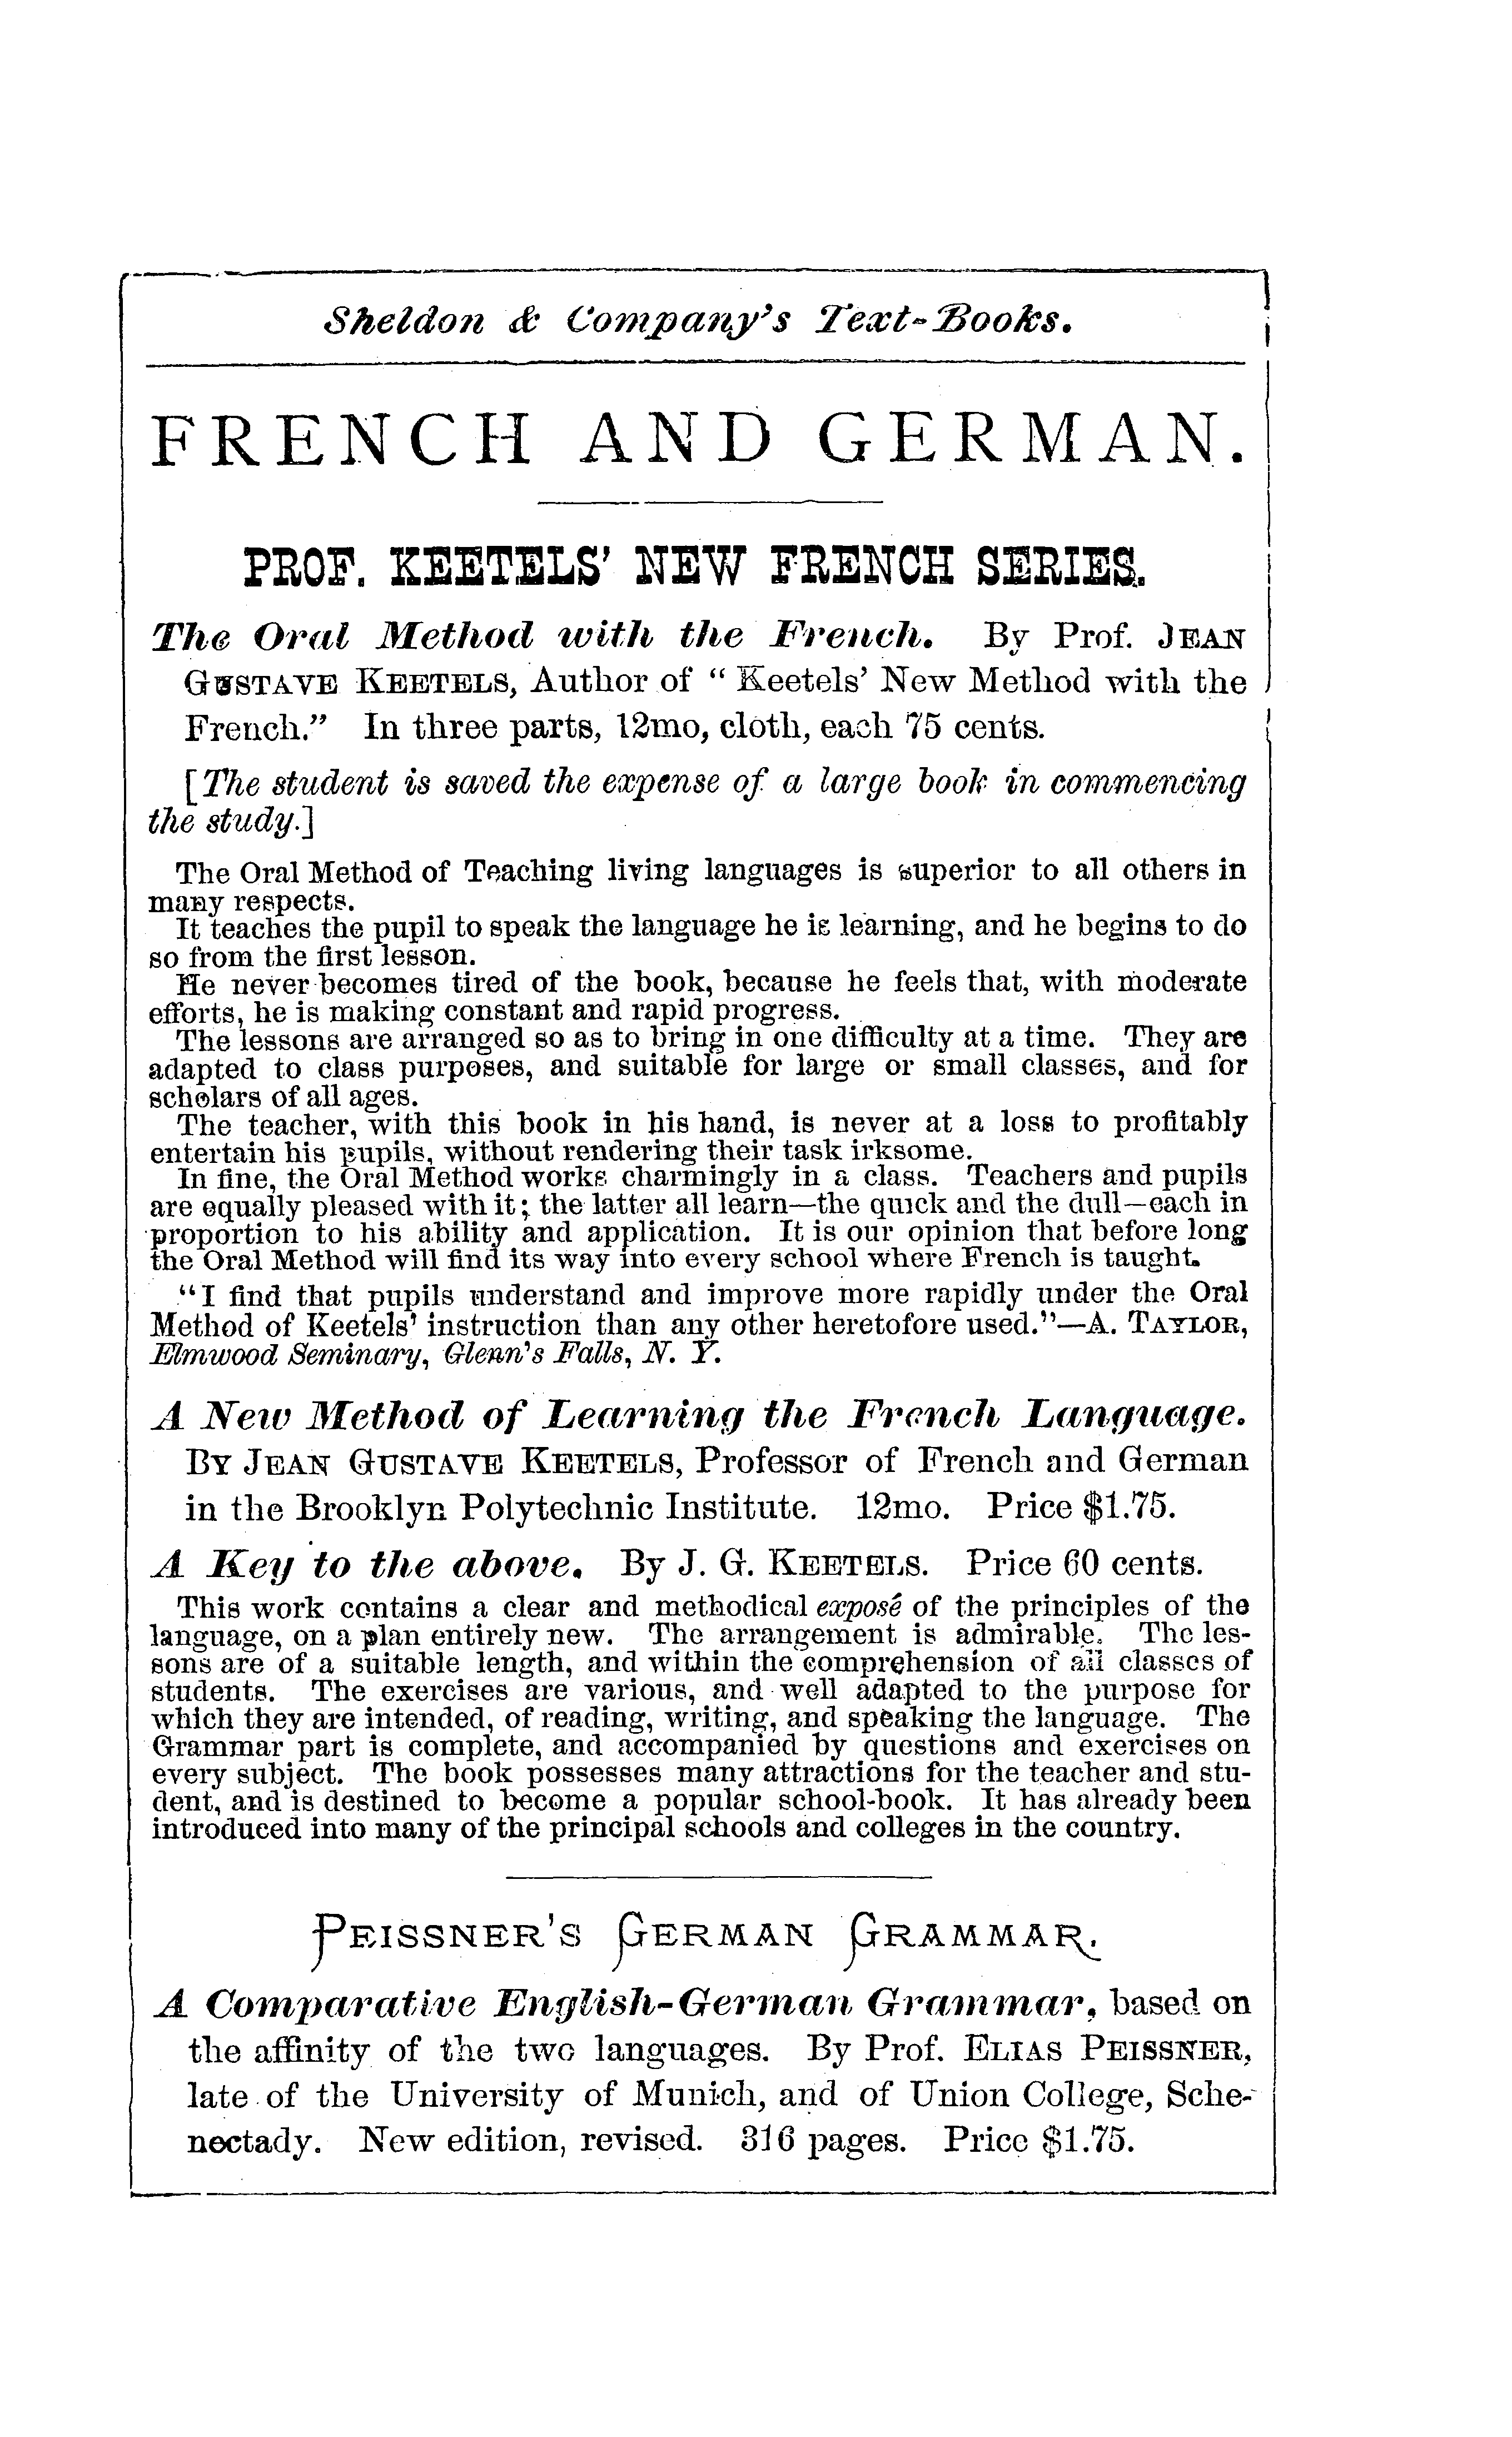 Sheldon & Company's Text-Books.
FRENCH AND GERMAN.
PROF. KEETELS' NEW FRENCH SERIES.
The Oral Method with the French. By Prof. JEAN
GUSTAVE KEETELS, Author of "Keetels' New Method with the
French." In three parts, 12mo, cloth, each 75 cents.
[The student is saved the expense of a large book in commencing
the study.]
The Oral Method of Teaching living languages is superior to all others in
many respects.
It teaches the pupil to speak the language he is learning, and he begins to do
so from the first lesson.
He never becomes tired of the book, because he feels that, with moderate
efforts, he is making constant and rapid progress.
The lessons are arranged so as to bring in one difficulty at a time. They are
adapted to class purposes, and suitable for large or small classes, and for
scholars of all ages.
The teacher, with this book in his hand, is never at a loss to profitably
entertain his pupils, without rendering their task irksome.
In fine, the Oral Method works charmingly in a class. Teachers and pupils
are equally pleased with it; the latter all learn—the quick and the dull—each in
proportion to his ability and application. It is our opinion that before long
the Oral Method will find its way into every school where French is taught.
"I find that pupils understand and improve more rapidly under the Oral
Method of Keetels' instruction than any other heretofore used."—A. TAYLOR,
Elmwood Seminary, Glenn's Falls, N. Y.
A New Method of Learning the French Language.
BY JEAN GUSTAVE KEETELS, Professor of French and German
in the Brooklyn Polytechnic Institute. 12mo. Price $1.75.
A Key to the above. By J. G. KEETELS. Price 60 cents.
This work contains a clear and methodical exposé of the principles of the
language, on a plan entirely new. The arrangement is admirable. The les-
sons are of a suitable length, and within the comprehension of all classes of
students. The exercises are various, and well adapted to the purpose for
which they are intended, of reading, writing, and speaking the language. The
Grammar part is complete, and accompanied by questions and exercises on
every subject. The book possesses many attractions for the teacher and stu-
dent, and is destined to become a popular school-book. It has already been
introduced into many of the principal schools and colleges in the country.
PEISSNER'S GERMAN GRAMMAR.
A Comparative English-German Grammar, based on
the affinity of the two languages. By Prof. ELIAS PEISSNER,
late of the University of Munich, and of Union College, Sche-
nectady. New edition, revised. 316 pages. Price $1.75.